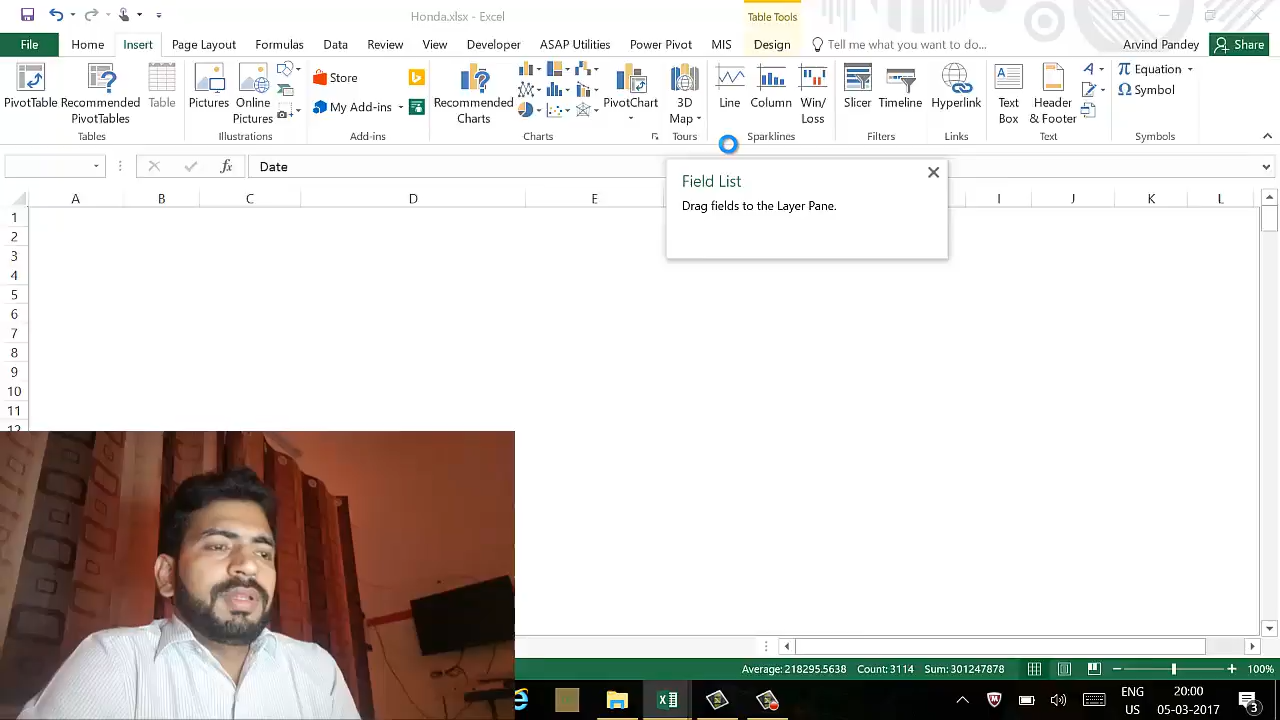 Honda.xlsx - Excel
Table Tools
File Home Insert Page Layout Formulas Data Review View Developer ASAP Utilities Power Pivot MIS Design Tell me what you want to do... Arvind Pandey Share
PivotTable Recommended PivotTables Table
Pictures Online Pictures
Store
My Add-ins
Recommended Charts
PivotChart
3D Map
Line Column Win/Loss
Slicer Timeline
Hyperlink
Text Box Header & Footer
π Equation
Ω Symbol
Tables Illustrations Add-ins Charts Tours Sparklines Filters Links Text Symbols
fx Date
Field List
Drag fields to the Layer Pane.
A B C D E I J K L
1
2
3
4
5
6
7
8
9
10
11
12
Average: 218295.5638 Count: 3114 Sum: 301247878 100%
ENG 20:00
US 05-03-2017
3